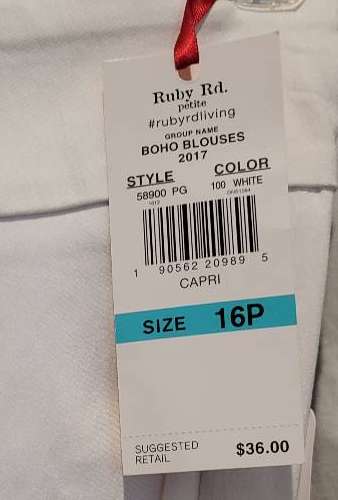 Ruby Rd.
petite
#rubyrdliving
GROUP NAME
BOHO BLOUSES
2017
STYLE COLOR
58900 PG 100 WHITE
1 90562 20989 5
CAPRI
SIZE 16P
SUGGESTED
RETAIL $36.00